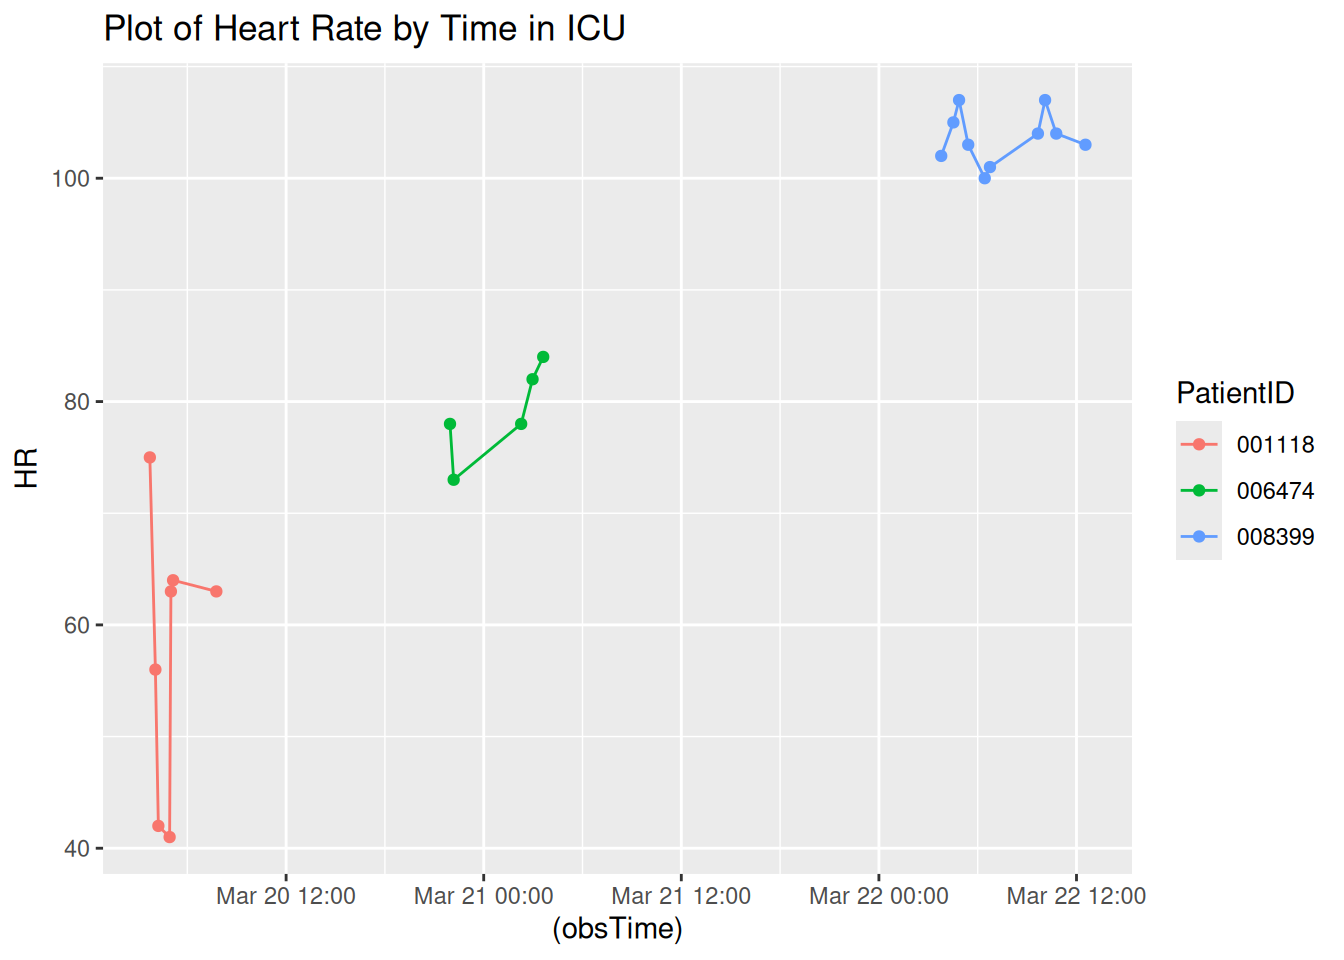 Plot of Heart Rate by Time in ICU
HR
100
80
60
40
Mar 20 12:00
Mar 21 00:00
Mar 21 12:00
Mar 22 00:00
Mar 22 12:00
(obsTime)
PatientID
001118
006474
008399